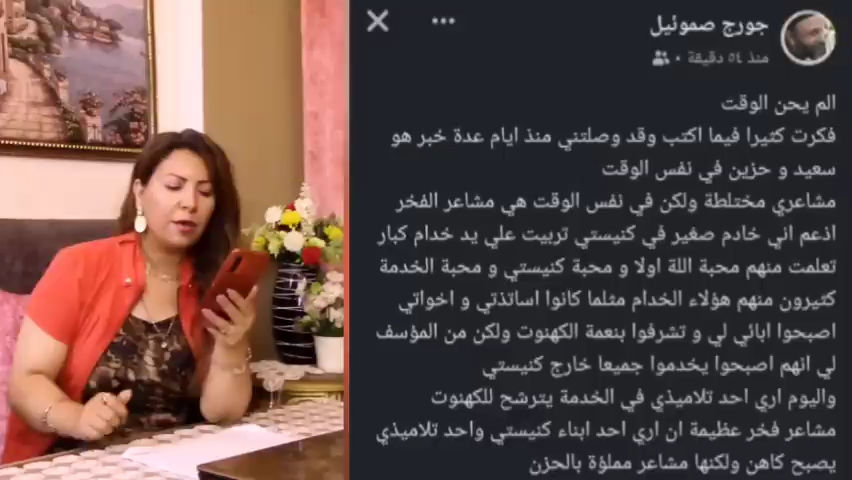 جورج صموئيل
منذ ٥٤ دقيقة
الم يحن الوقت
فكرت كثيرا فيما اكتب وقد وصلتني منذ ايام عدة خبر هو
سعيد و حزين في نفس الوقت
مشاعري مختلطة ولكن في نفس الوقت هي مشاعر الفخر
اذعم اني خادم صغير في كنيستي تربيت علي يد خدام كبار
تعلمت منهم محبة اللة اولا و محبة كنيستي و محبة الخدمة
كثيرون منهم هؤلاء الخدام مثلما كانوا اساتذتي و اخواتي
اصبحوا ابائي لي و تشرفوا بنعمة الكهنوت ولكن من المؤسف
لي انهم اصبحوا يخدموا جميعا خارج كنيستي
واليوم اري احد تلاميذي في الخدمة يترشح للكهنوت
مشاعر فخر عظيمة ان اري احد ابناء كنيستي واحد تلاميذي
يصبح كاهن ولكنها مشاعر مملؤة بالحزن